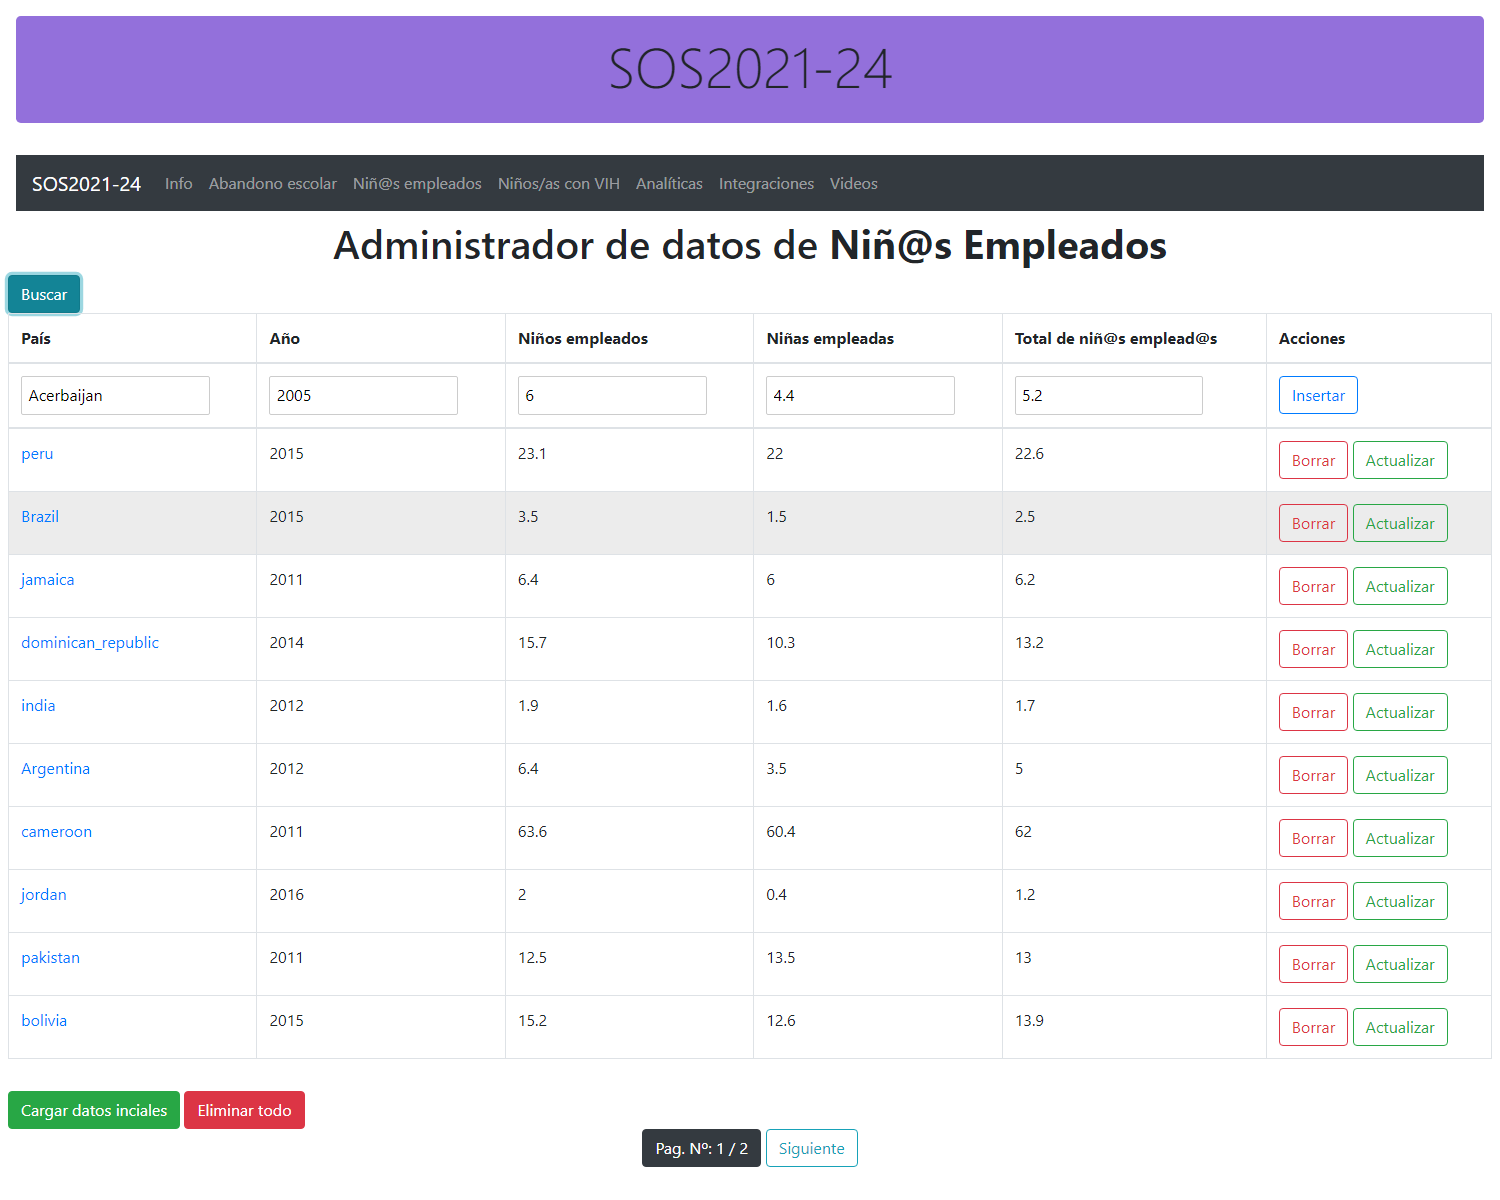 SOS2021-24
SOS2021-24 Info Abandono escolar Niñ@s empleados Niños/as con VIH Analíticas Integraciones Videos
Administrador de datos de Niñ@s Empleados
Buscar
País Año Niños empleados Niñas empleadas Total de niñ@s emplead@s Acciones
Acerbaijan 2005 6 4.4 5.2 Insertar
peru 2015 23.1 22 22.6 Borrar Actualizar
Brazil 2015 3.5 1.5 2.5 Borrar Actualizar
jamaica 2011 6.4 6 6.2 Borrar Actualizar
dominican_republic 2014 15.7 10.3 13.2 Borrar Actualizar
india 2012 1.9 1.6 1.7 Borrar Actualizar
Argentina 2012 6.4 3.5 5 Borrar Actualizar
cameroon 2011 63.6 60.4 62 Borrar Actualizar
jordan 2016 2 0.4 1.2 Borrar Actualizar
pakistan 2011 12.5 13.5 13 Borrar Actualizar
bolivia 2015 15.2 12.6 13.9 Borrar Actualizar
Cargar datos inciales Eliminar todo
Pag. Nº: 1 / 2 Siguiente